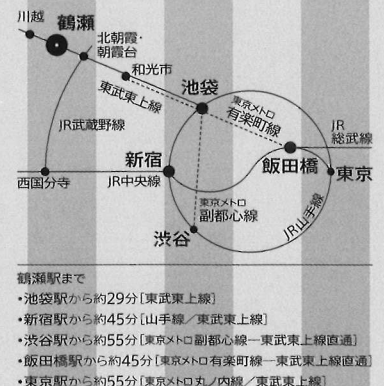 川越
鶴瀬
北朝霞・
朝霞台
和光市
東武東上線
池袋
東京メトロ
有楽町線
JR武蔵野線
JR
総武線
新宿
飯田橋
東京
西国分寺
JR中央線
東京メトロ
副都心線
渋谷
JR山手線
鶴瀬駅まで
・池袋駅から約29分[東武東上線]
・新宿駅から約45分[山手線/東武東上線]
・渋谷駅から約55分[東京メトロ副都心線ー東武東上線直通]
・飯田橋駅から約45分[東京メトロ有楽町線ー東武東上線直通]
・東京駅から約55分[東京メトロ丸ノ内線/東武東上線]